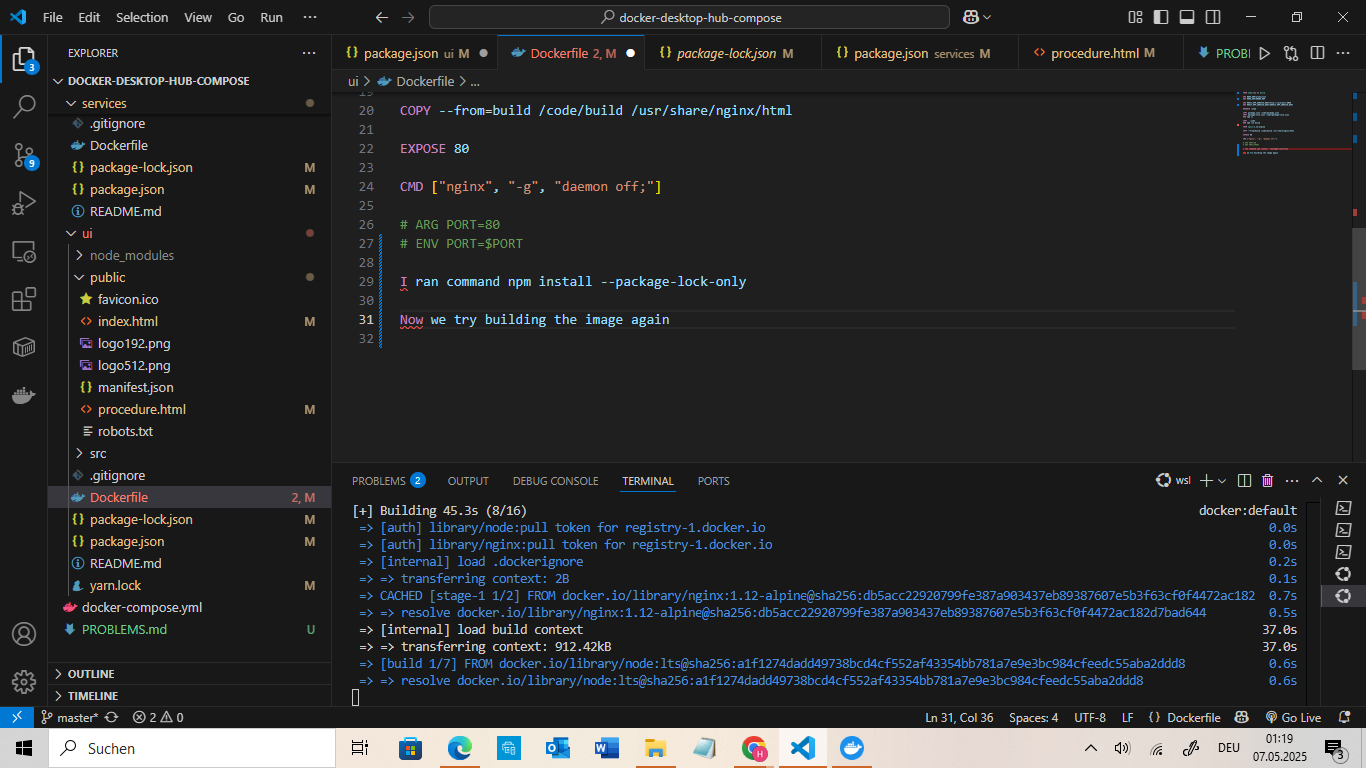 File Edit Selection View Go Run ···
docker-desktop-hub-compose
EXPLORER ···
DOCKER-DESKTOP-HUB-COMPOSE
services
.gitignore
Dockerfile
package-lock.json M
package.json M
README.md
ui
node_modules
public
favicon.ico
index.html M
logo192.png
logo512.png
manifest.json
procedure.html M
robots.txt
src
.gitignore
Dockerfile 2, M
package-lock.json M
package.json M
README.md
yarn.lock M
docker-compose.yml
PROBLEMS.md U
OUTLINE
TIMELINE
3
9
package.json ui M
Dockerfile 2, M
package-lock.json M
package.json services M
procedure.html M
PROBI
ui > Dockerfile > ...
19
20 COPY --from=build /code/build /usr/share/nginx/html
21
22 EXPOSE 80
23
24 CMD ["nginx", "-g", "daemon off;"]
25
26 # ARG PORT=80
27 # ENV PORT=$PORT
28
29 I ran command npm install --package-lock-only
30
31 Now we try building the image again
32
PROBLEMS 2 OUTPUT DEBUG CONSOLE TERMINAL PORTS
wsl
[+] Building 45.3s (8/16) docker:default
=> [auth] library/node:pull token for registry-1.docker.io 0.0s
=> [auth] library/nginx:pull token for registry-1.docker.io 0.0s
=> [internal] load .dockerignore 0.2s
=> => transferring context: 2B 0.1s
=> CACHED [stage-1 1/2] FROM docker.io/library/nginx:1.12-alpine@sha256:db5acc22920799fe387a903437eb89387607e5b3f63cf0f4472ac182 0.7s
=> => resolve docker.io/library/nginx:1.12-alpine@sha256:db5acc22920799fe387a903437eb89387607e5b3f63cf0f4472ac182d7bad644 0.5s
=> [internal] load build context 37.0s
=> => transferring context: 912.42kB 37.0s
=> [build 1/7] FROM docker.io/library/node:lts@sha256:a1f1274dadd49738bcd4cf552af43354bb781a7e9e3bc984cfeedc55aba2ddd8 0.6s
=> => resolve docker.io/library/node:lts@sha256:a1f1274dadd49738bcd4cf552af43354bb781a7e9e3bc984cfeedc55aba2ddd8 0.6s
master* 2 0
Ln 31, Col 36 Spaces: 4 UTF-8 LF { } Dockerfile Go Live
Suchen
DEU
01:19
07.05.2025
3